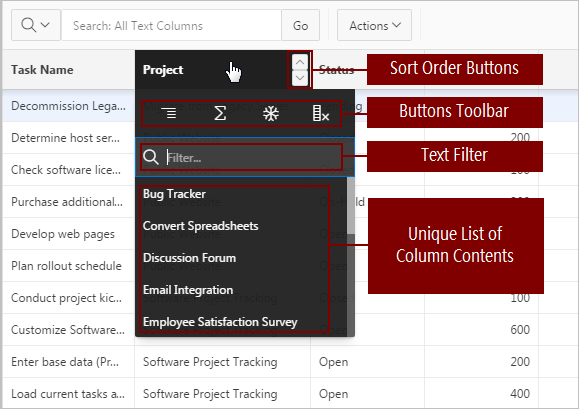 Search: All Text Columns
Go
Actions
Task Name
Project
Status
Sort Order Buttons
Decommission Lega...
Buttons Toolbar
Determine host ser...
200
Filter...
Text Filter
Check software lice...
Bug Tracker
Purchase additional...
Convert Spreadsheets
Unique List of
Column Contents
Develop web pages
Discussion Forum
Plan rollout schedule
Email Integration
Conduct project kic...
100
Customize Software...
Employee Satisfaction Survey
600
Enter base data (Pr...
Software Project Tracking
Open
200
Load current tasks a...
Software Project Tracking
Open
400